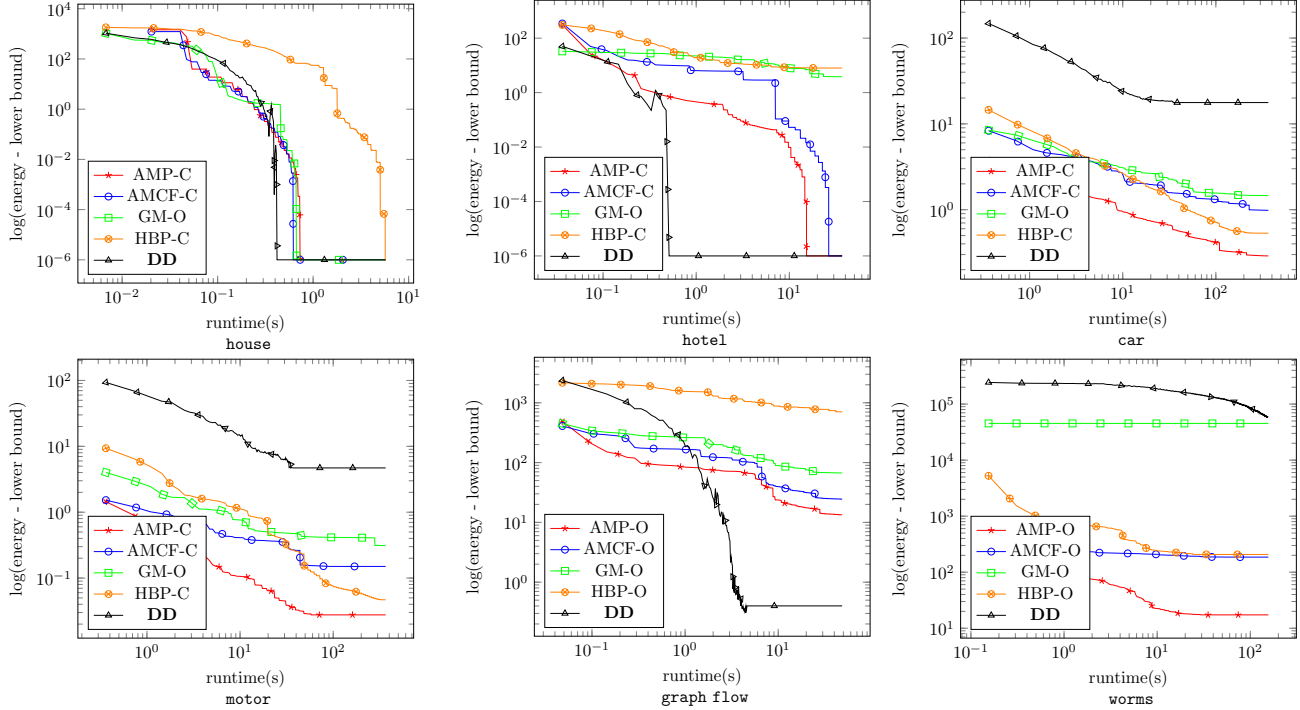 10^4
10^2
10^0
10^−2
10^−4
10^−6
log(energy - lower bound)
AMP-C
AMCF-C
GM-O
HBP-C
DD
10^−2
10^−1
10^0
10^1
runtime(s)
house
10^2
10^0
10^−2
10^−4
10^−6
log(energy - lower bound)
AMP-C
AMCF-C
GM-O
HBP-C
DD
10^−1
10^0
10^1
runtime(s)
hotel
10^2
10^1
10^0
log(energy - lower bound)
AMP-C
AMCF-C
GM-O
HBP-C
DD
10^0
10^1
10^2
runtime(s)
car
10^2
10^1
10^0
10^−1
log(energy - lower bound)
AMP-C
AMCF-C
GM-O
HBP-C
DD
10^0
10^1
10^2
runtime(s)
motor
10^3
10^2
10^1
10^0
log(energy - lower bound)
AMP-O
AMCF-O
GM-O
HBP-O
DD
10^−1
10^0
10^1
runtime(s)
graph flow
10^5
10^4
10^3
10^2
10^1
log(energy - lower bound)
AMP-O
AMCF-O
GM-O
HBP-O
DD
10^−1
10^0
10^1
10^2
runtime(s)
worms